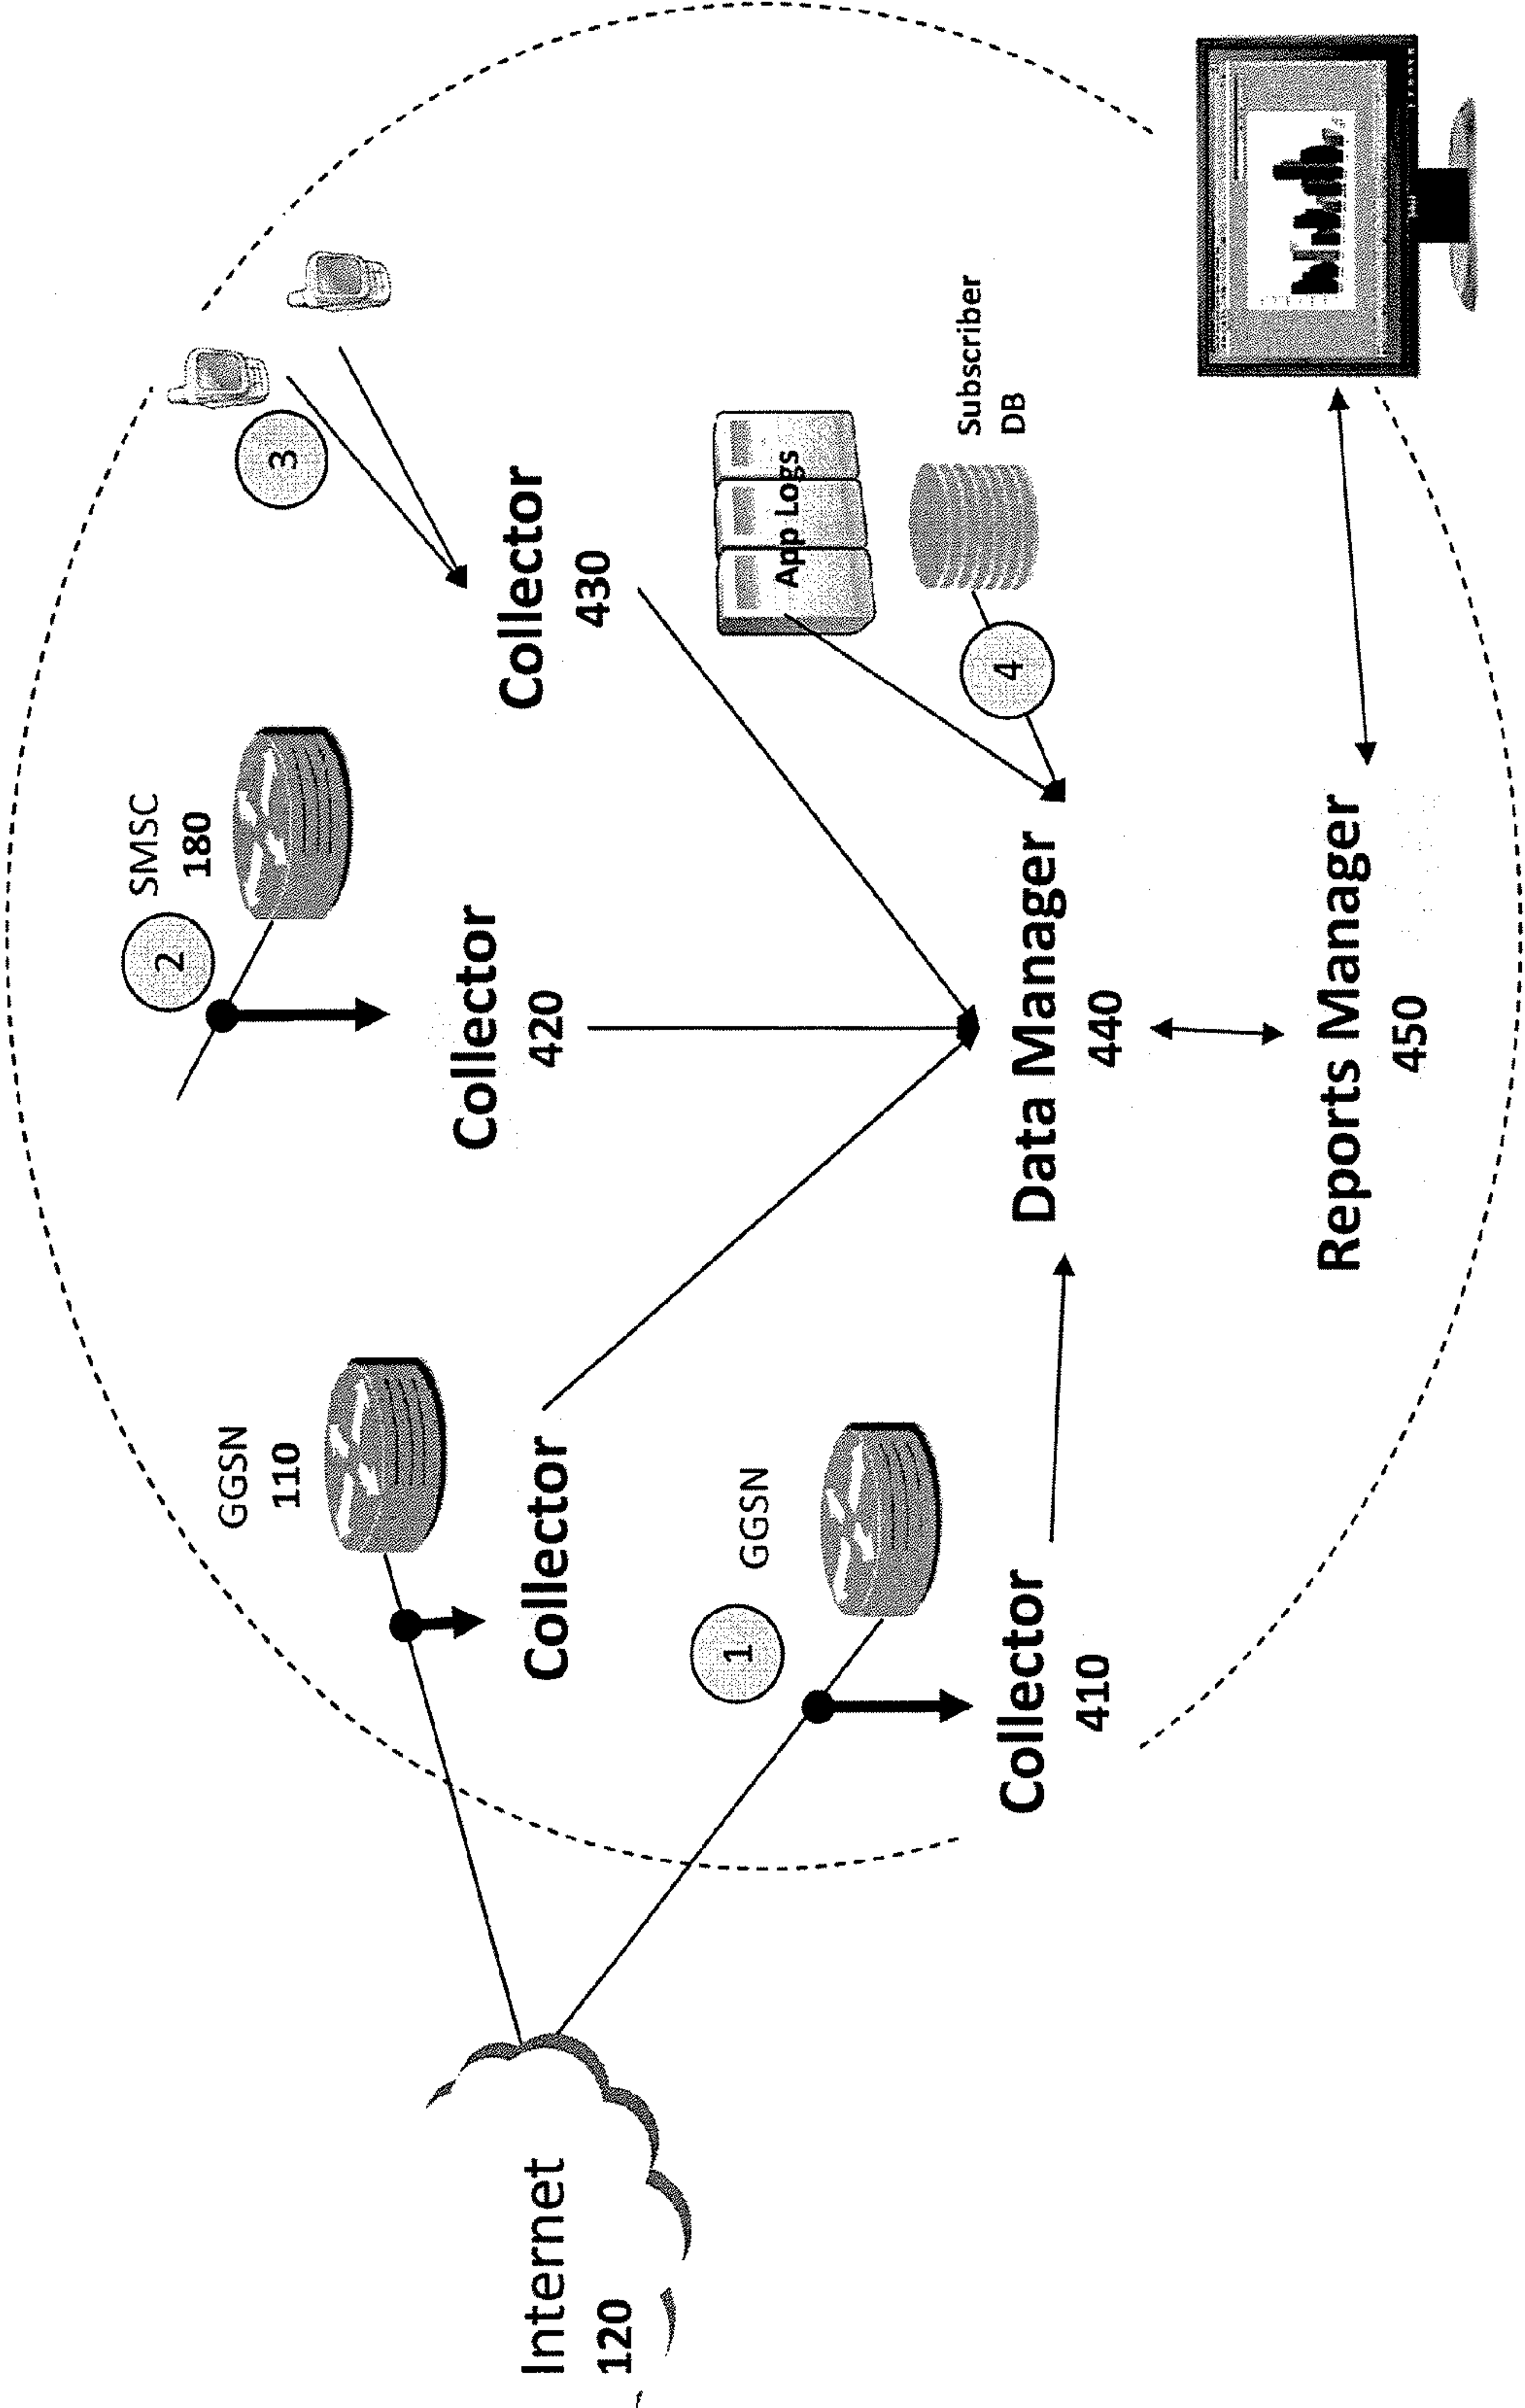 Internet
120
GGSN
110
Collector
1
GGSN
Collector
410
2
SMSC
180
Collector
420
3
Collector
430
App Logs
Subscriber
DB
4
Data Manager
440
Reports Manager
450